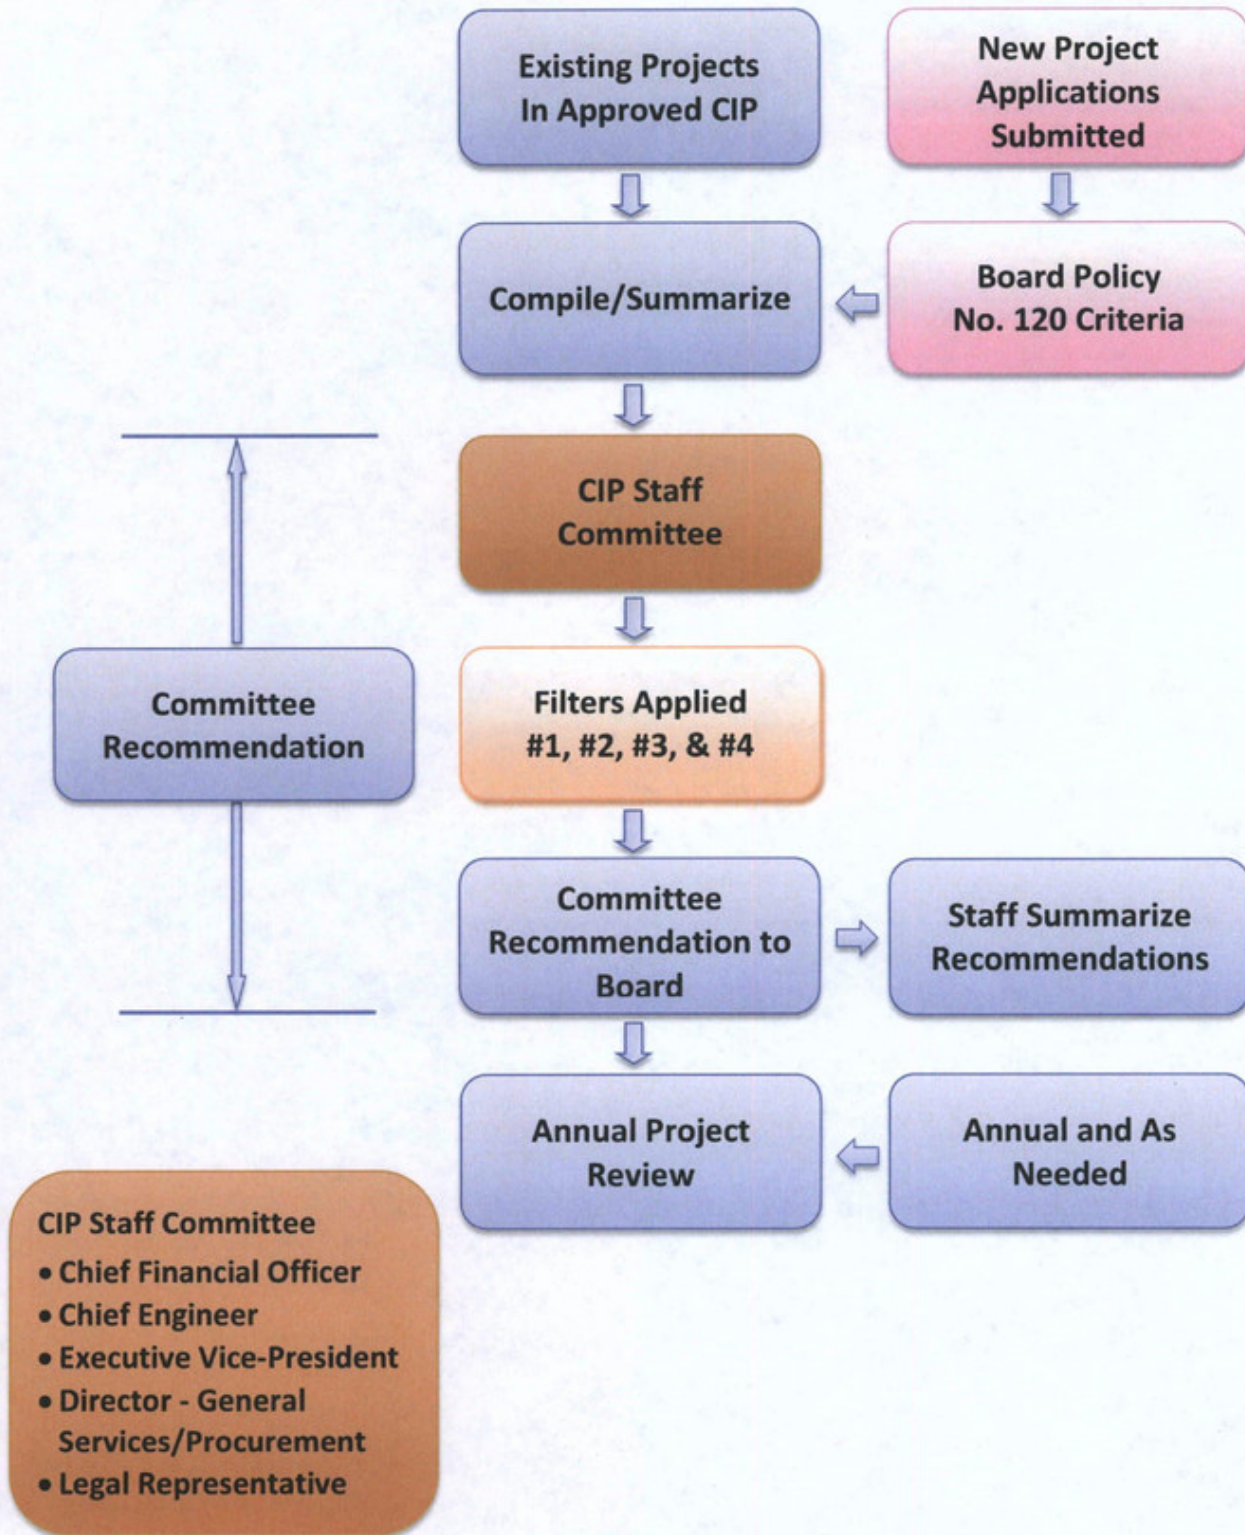 Existing Projects
In Approved CIP
New Project
Applications
Submitted
Compile/Summarize
Board Policy
No. 120 Criteria
CIP Staff
Committee
Committee
Recommendation
Filters Applied
#1, #2, #3, & #4
Committee
Recommendation to
Board
Staff Summarize
Recommendations
Annual Project
Review
Annual and As
Needed
CIP Staff Committee
• Chief Financial Officer
• Chief Engineer
• Executive Vice-President
• Director - General
Services/Procurement
• Legal Representative